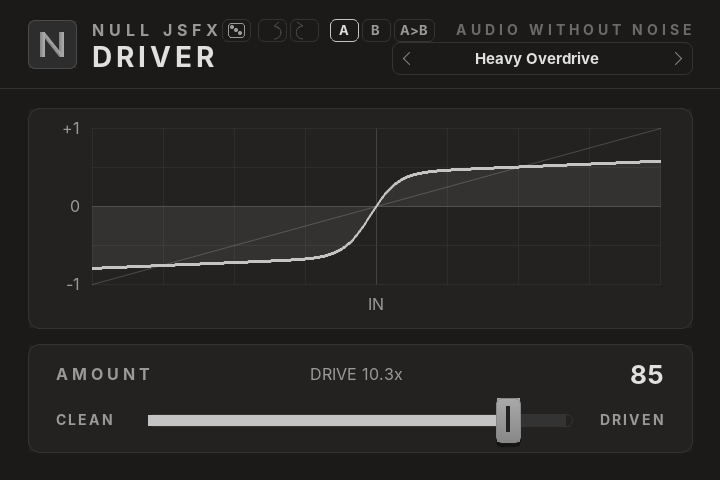 N
NULL JSFX
A
B
A>B
AUDIO WITHOUT NOISE
DRIVER
Heavy Overdrive
+1
0
-1
IN
AMOUNT
DRIVE 10.3x
85
CLEAN
DRIVEN